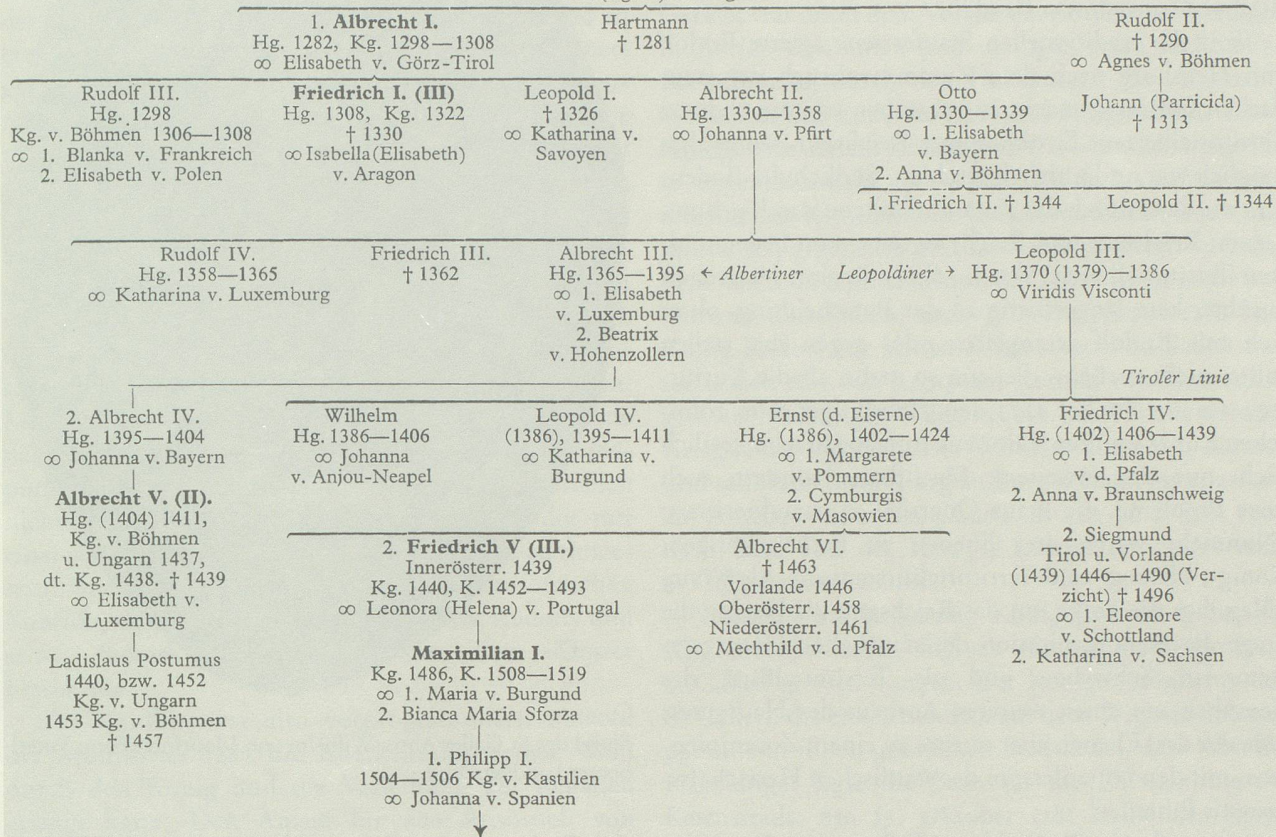 1. Albrecht I.
Hg. 1282, Kg. 1298—1308
∞ Elisabeth v. Görz-Tirol
Hartmann
† 1281
Rudolf II.
† 1290
∞ Agnes v. Böhmen
Rudolf III.
Hg. 1298
Kg. v. Böhmen 1306—1308
∞ 1. Blanka v. Frankreich
2. Elisabeth v. Polen
Friedrich I. (III)
Hg. 1308, Kg. 1322
† 1330
∞ Isabella (Elisabeth)
v. Aragon
Leopold I.
† 1326
∞ Katharina v.
Savoyen
Albrecht II.
Hg. 1330—1358
∞ Johanna v. Pfirt
Otto
Hg. 1330—1339
∞ 1. Elisabeth
v. Bayern
2. Anna v. Böhmen
Johann (Parricida)
† 1313
1. Friedrich II. † 1344 Leopold II. † 1344
Rudolf IV.
Hg. 1358—1365
∞ Katharina v. Luxemburg
Friedrich III.
† 1362
Albrecht III.
Hg. 1365—1395 ← Albertiner Leopoldiner →
∞ 1. Elisabeth
v. Luxemburg
2. Beatrix
v. Hohenzollern
Leopold III.
Hg. 1370 (1379)—1386
∞ Viridis Visconti
Tiroler Linie
2. Albrecht IV.
Hg. 1395—1404
∞ Johanna v. Bayern
Wilhelm
Hg. 1386—1406
∞ Johanna
v. Anjou-Neapel
Leopold IV.
(1386), 1395—1411
∞ Katharina v.
Burgund
Ernst (d. Eiserne)
Hg. (1386), 1402—1424
∞ 1. Margarete
v. Pommern
2. Cymburgis
v. Masowien
Friedrich IV.
Hg. (1402) 1406—1439
∞ 1. Elisabeth
v. d. Pfalz
2. Anna v. Braunschweig
Albrecht V. (II).
Hg. (1404) 1411,
Kg. v. Böhmen
u. Ungarn 1437,
dt. Kg. 1438. † 1439
∞ Elisabeth v.
Luxemburg
2. Friedrich V (III.)
Innerösterr. 1439
Kg. 1440, K. 1452—1493
∞ Leonora (Helena) v. Portugal
Albrecht VI.
† 1463
Vorlande 1446
Oberösterr. 1458
Niederösterr. 1461
∞ Mechthild v. d. Pfalz
2. Siegmund
Tirol u. Vorlande
(1439) 1446—1490 (Ver-
zicht) † 1496
∞ 1. Eleonore
v. Schottland
2. Katharina v. Sachsen
Ladislaus Postumus
1440, bzw. 1452
Kg. v. Ungarn
1453 Kg. v. Böhmen
† 1457
Maximilian I.
Kg. 1486, K. 1508—1519
∞ 1. Maria v. Burgund
2. Bianca Maria Sforza
1. Philipp I.
1504—1506 Kg. v. Kastilien
∞ Johanna v. Spanien